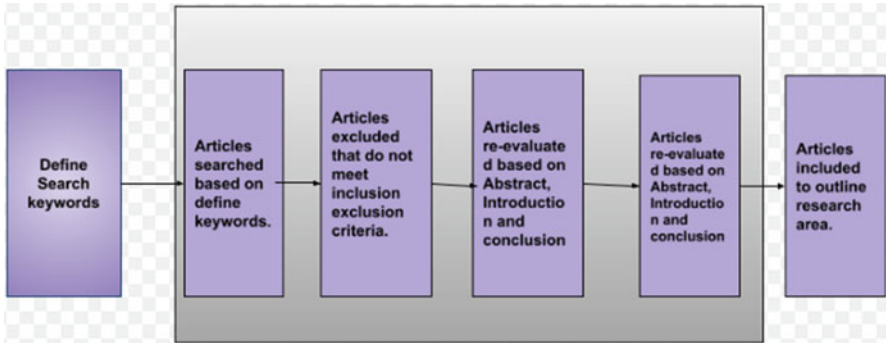 Define
Search
keywords
Articles
searched
based on
define
keywords.
Articles
excluded
that do not
meet
inclusion
exclusion
criteria.
Articles
re-evaluate
d based on
Abstract,
Introductio
n and
conclusion
Articles
re-evaluate
d based on
Abstract,
Introductio
n and
conclusion
Articles
included
to outline
research
area.